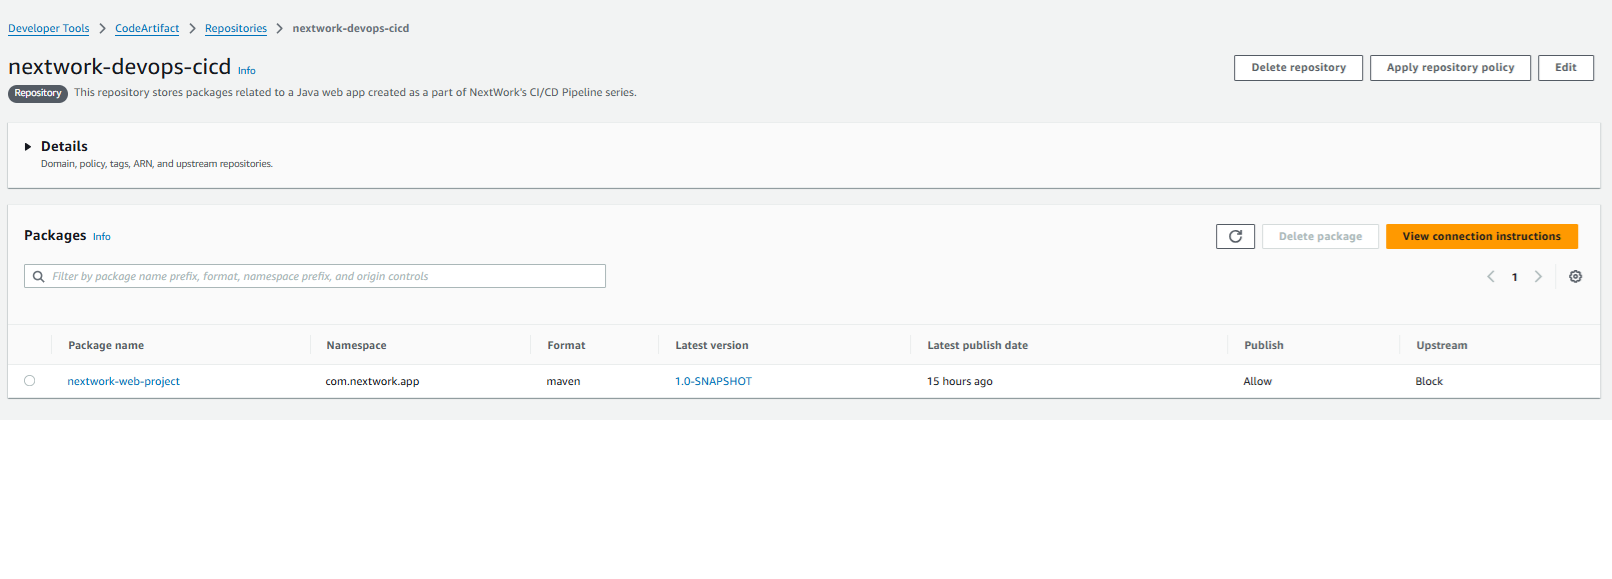 Developer Tools > CodeArtifact > Repositories > nextwork-devops-cicd
nextwork-devops-cicd Info
Delete repository Apply repository policy Edit
Repository This repository stores packages related to a Java web app created as a part of NextWork's CI/CD Pipeline series.
Details
Domain, policy, tags, ARN, and upstream repositories.
Packages Info
Delete package View connection instructions
Filter by package name prefix, format, namespace prefix, and origin controls
1
Package name Namespace Format Latest version Latest publish date Publish Upstream
nextwork-web-project com.nextwork.app maven 1.0-SNAPSHOT 15 hours ago Allow Block